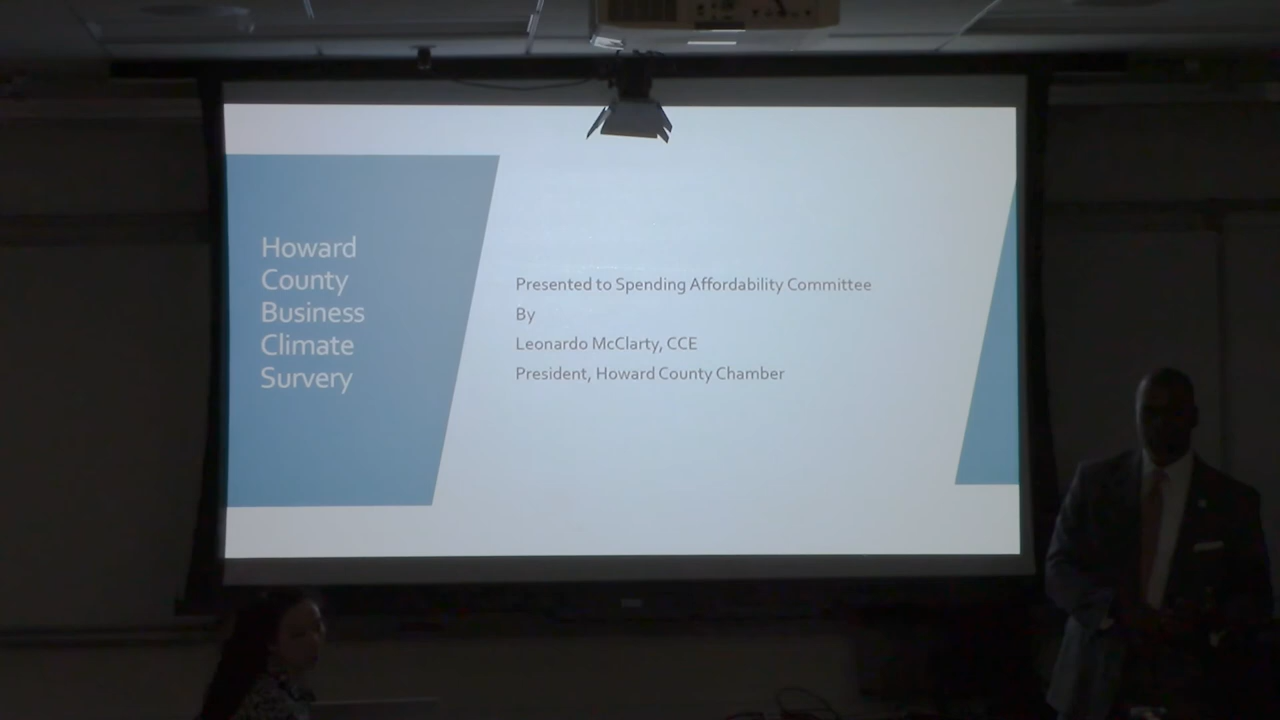 Howard
County
Business
Climate
Survery
Presented to Spending Affordability Committee
By
Leonardo McClarty, CCE
President, Howard County Chamber